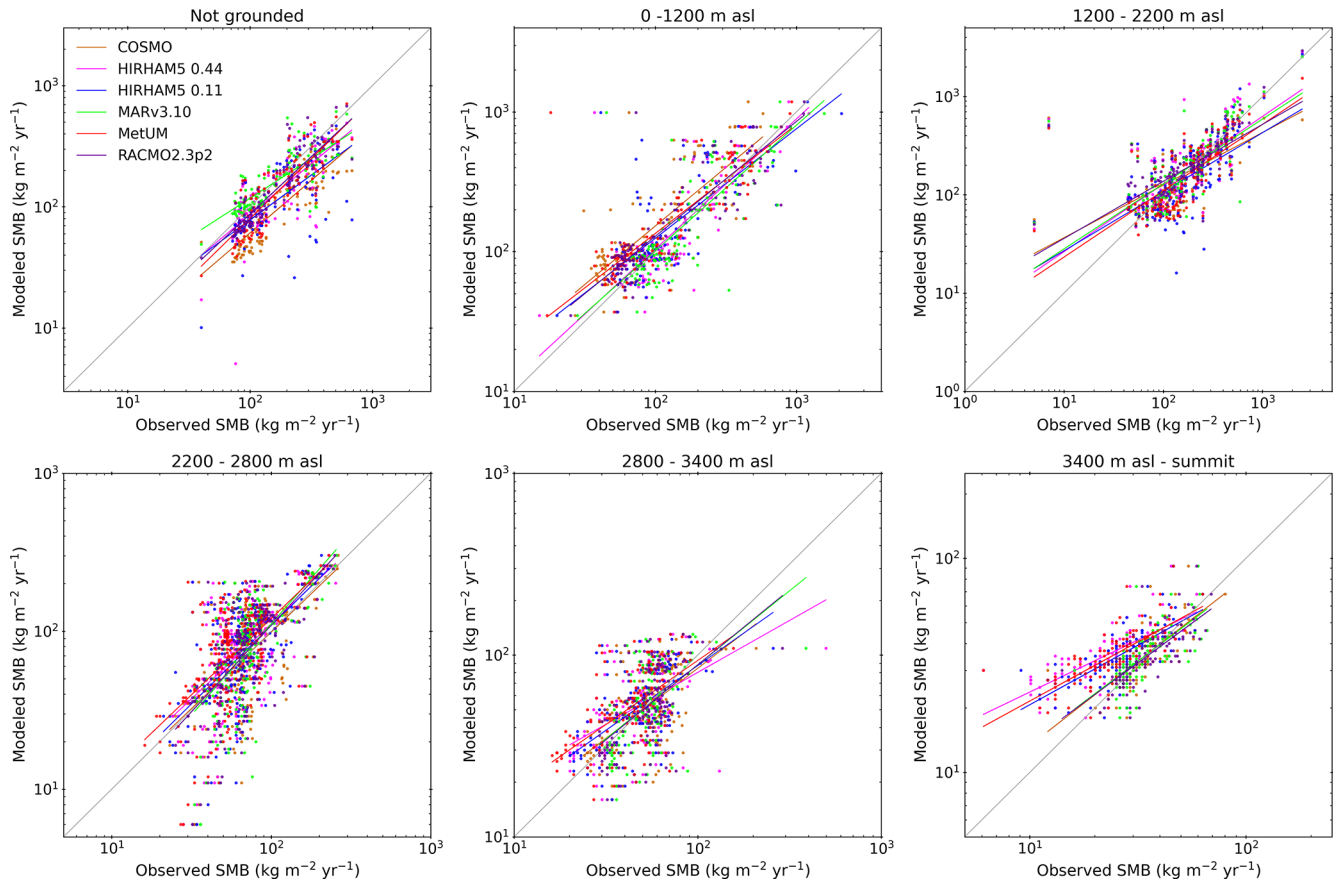 Not grounded
COSMO
HIRHAM5 0.44
HIRHAM5 0.11
MARv3.10
MetUM
RACMO2.3p2
10³
10²
10¹
Modeled SMB (kg m⁻² yr⁻¹)
10¹ 10² 10³
Observed SMB (kg m⁻² yr⁻¹)
0 -1200 m asl
10³
10²
10¹
Modeled SMB (kg m⁻² yr⁻¹)
10¹ 10² 10³
Observed SMB (kg m⁻² yr⁻¹)
1200 - 2200 m asl
10³
10²
10¹
10⁰
Modeled SMB (kg m⁻² yr⁻¹)
10⁰ 10¹ 10² 10³
Observed SMB (kg m⁻² yr⁻¹)
2200 - 2800 m asl
10³
10²
10¹
Modeled SMB (kg m⁻² yr⁻¹)
10¹ 10² 10³
Observed SMB (kg m⁻² yr⁻¹)
2800 - 3400 m asl
10³
10²
10¹
Modeled SMB (kg m⁻² yr⁻¹)
10¹ 10² 10³
Observed SMB (kg m⁻² yr⁻¹)
3400 m asl - summit
10²
10¹
Modeled SMB (kg m⁻² yr⁻¹)
10¹ 10²
Observed SMB (kg m⁻² yr⁻¹)